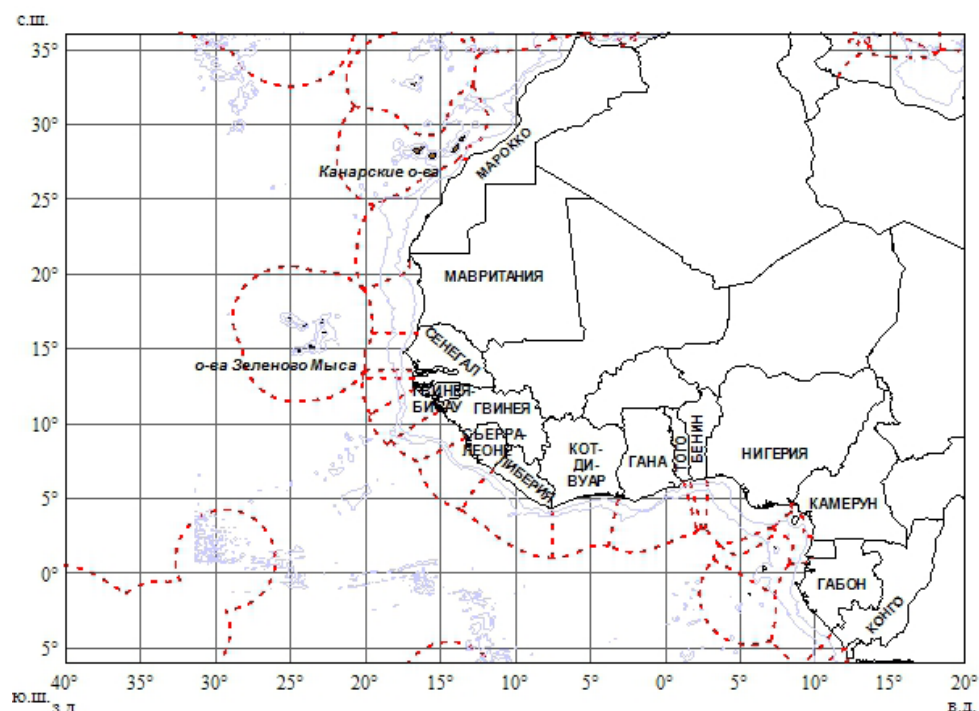 с.ш.
35°
30°
Канарские о-ва
МАРОККО
25°
20°
МАВРИТАНИЯ
15°
СЕНЕГАЛ
о-ва Зеленово Мыса
ГВИНЕЯ-
БИСАУ
ГВИНЕЯ
10°
СЬЕРРА-
ЛЕОНЕ
ЛИБЕРИЯ
КОТ-
ДИ-
ВУАР
ГАНА
ТОГО
БЕНИН
НИГЕРИЯ
5°
КАМЕРУН
0°
ГАБОН
КОНГО
5°
40° 35° 30° 25° 20° 15° 10° 5° 0° 5° 10° 15° 20°
ю.ш.
з.д.
в.д.